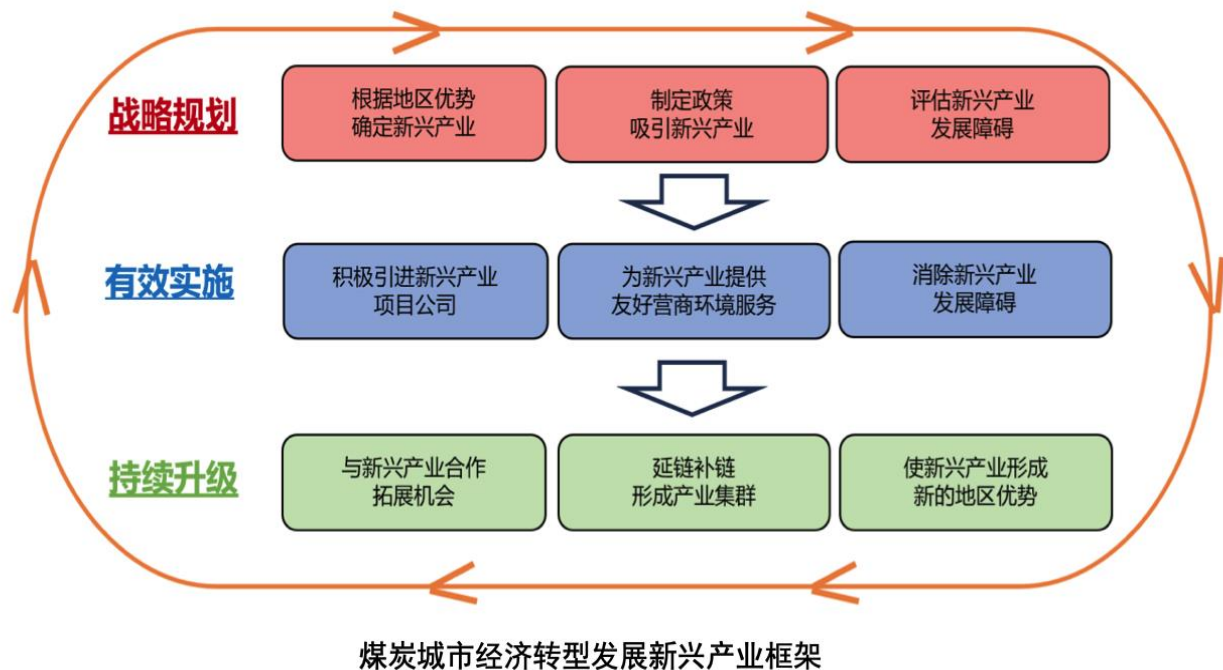 战略规划
根据地区优势
确定新兴产业
制定政策
吸引新兴产业
评估新兴产业
发展障碍
有效实施
积极引进新兴产业
项目公司
为新兴产业提供
友好营商环境服务
消除新兴产业
发展障碍
持续升级
与新兴产业合作
拓展机会
延链补链
形成产业集群
使新兴产业形成
新的地区优势
煤炭城市经济转型发展新兴产业框架